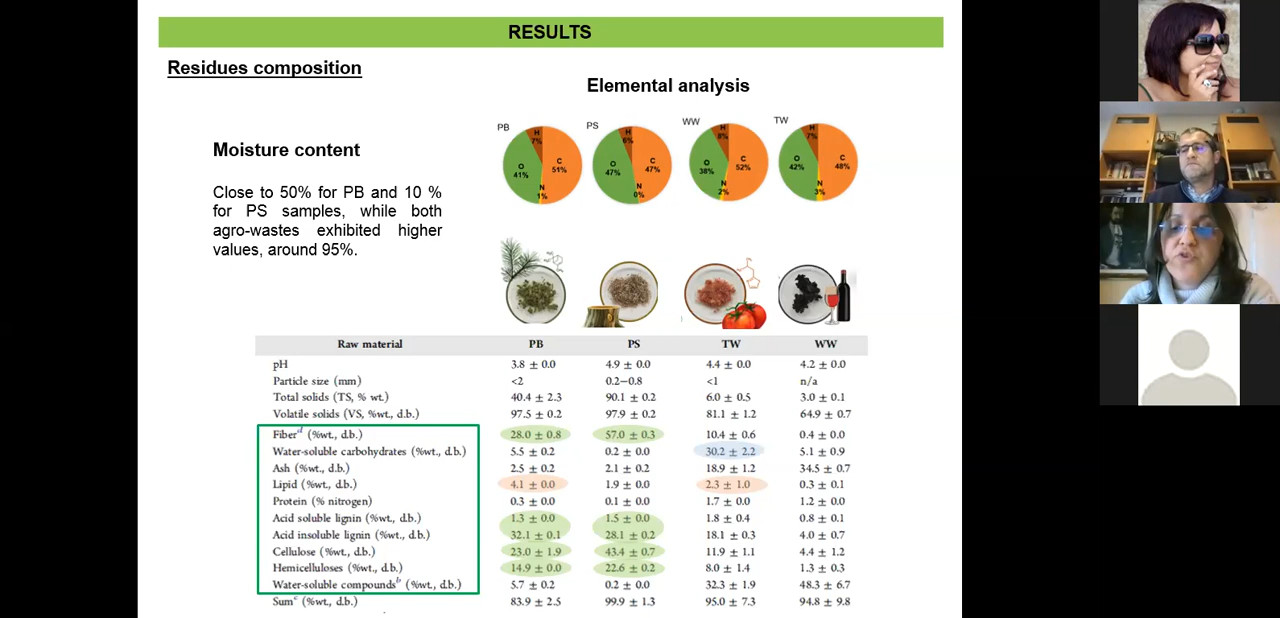 RESULTS
Residues composition
Elemental analysis
Moisture content
Close to 50% for PB and 10 %
for PS samples, while both
agro-wastes exhibited higher
values, around 95%.
PB
H
7%
O
41%
C
51%
N
1%
PS
H
6%
O
47%
C
47%
N
0%
WW
H
8%
O
38%
C
52%
N
2%
TW
H
7%
O
42%
C
48%
N
3%
Raw material PB PS TW WW
pH 3.8 ± 0.0 4.9 ± 0.0 4.4 ± 0.0 4.2 ± 0.0
Particle size (mm) <2 0.2−0.8 <1 n/a
Total solids (TS, % wt.) 40.4 ± 2.3 90.1 ± 0.2 6.0 ± 0.5 3.0 ± 0.1
Volatile solids (VS, %wt., d.b.) 97.5 ± 0.2 97.9 ± 0.2 81.1 ± 1.2 64.9 ± 0.7
Fiber (%wt., d.b.) 28.0 ± 0.8 57.0 ± 0.3 10.4 ± 0.6 0.4 ± 0.0
Water-soluble carbohydrates (%wt., d.b.) 5.5 ± 0.2 0.2 ± 0.0 30.2 ± 2.2 5.1 ± 0.9
Ash (%wt., d.b.) 2.5 ± 0.2 2.1 ± 0.2 18.9 ± 1.2 34.5 ± 0.7
Lipid (%wt., d.b.) 4.1 ± 0.0 1.9 ± 0.0 2.3 ± 1.0 0.3 ± 0.1
Protein (% nitrogen) 0.3 ± 0.0 0.1 ± 0.0 1.7 ± 0.0 1.2 ± 0.0
Acid soluble lignin (%wt., d.b.) 1.3 ± 0.0 1.5 ± 0.0 1.8 ± 0.4 0.8 ± 0.1
Acid insoluble lignin (%wt., d.b.) 32.1 ± 0.1 28.1 ± 0.2 18.1 ± 0.3 4.0 ± 0.7
Cellulose (%wt., d.b.) 23.0 ± 1.9 43.4 ± 0.7 11.9 ± 1.1 4.4 ± 1.2
Hemicelluloses (%wt., d.b.) 14.9 ± 0.0 22.6 ± 0.2 8.0 ± 1.4 1.3 ± 0.3
Water-soluble compounds^b (%wt., d.b.) 5.7 ± 0.2 0.2 ± 0.0 32.3 ± 1.9 48.3 ± 6.7
Sum^c (%wt., d.b.) 83.9 ± 2.5 99.9 ± 1.3 95.0 ± 7.3 94.8 ± 9.8